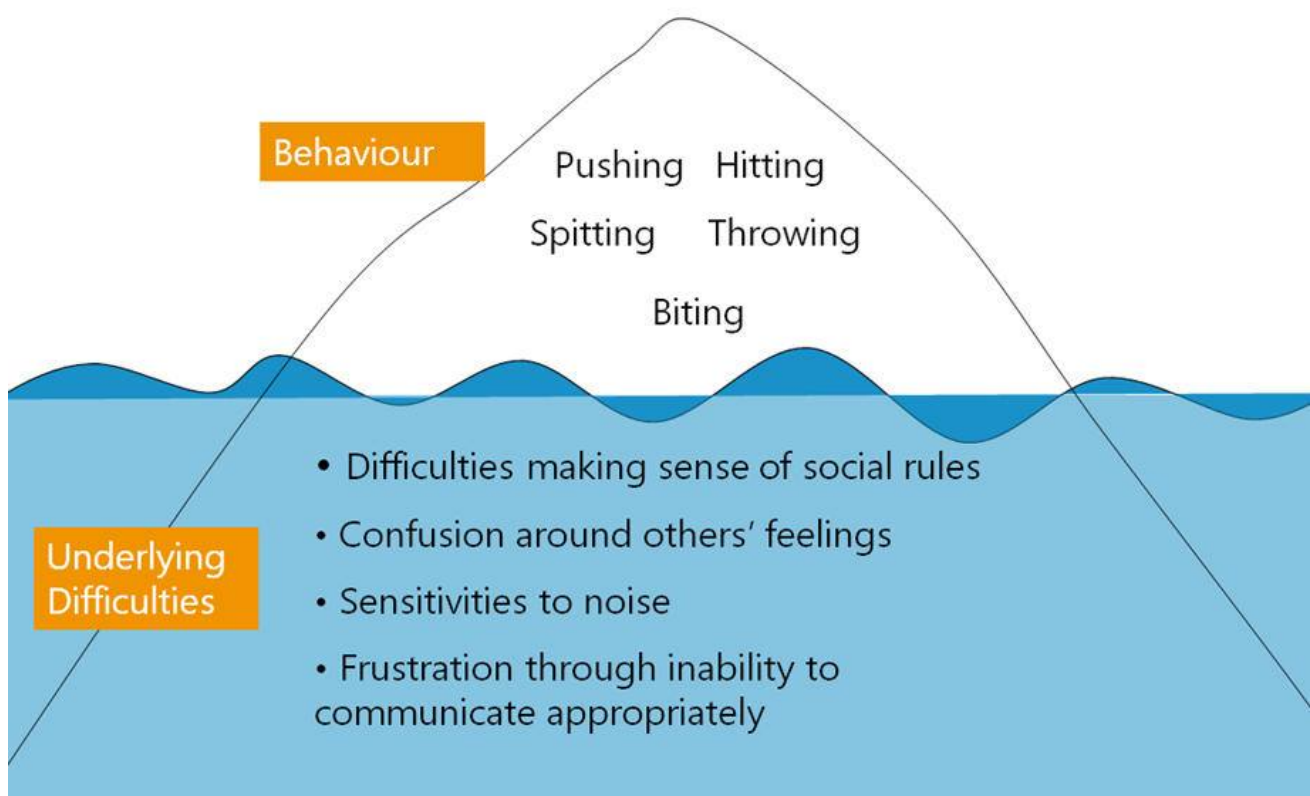 Behaviour
Pushing Hitting
Spitting Throwing
Biting
• Difficulties making sense of social rules
• Confusion around others’ feelings
Underlying
Difficulties
• Sensitivities to noise
• Frustration through inability to
communicate appropriately